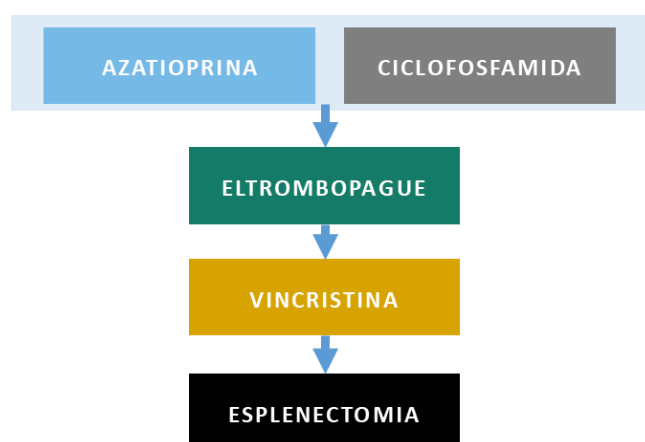 AZATIOPRINA
CICLOFOSFAMIDA
ELTROMBOPAGUE
VINCRISTINA
ESPLENECTOMIA